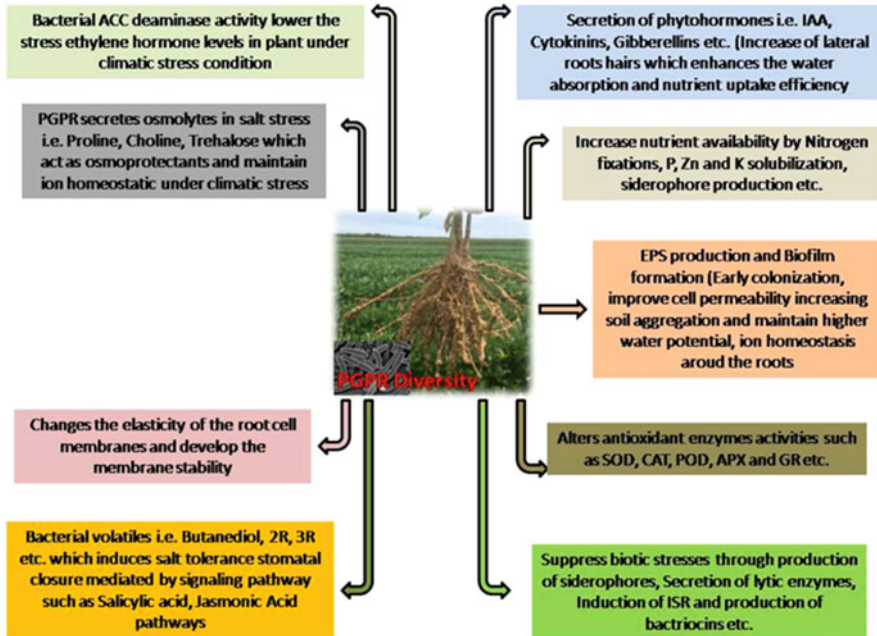 Bacterial ACC deaminase activity lower the
stress ethylene hormone levels in plant under
climatic stress condition
Secretion of phytohormones i.e. IAA,
Cytokinins, Gibberellins etc. (Increase of lateral
roots hairs which enhances the water
absorption and nutrient uptake efficiency
PGPR secretes osmolytes in salt stress
i.e. Proline, Choline, Trehalose which
act as osmoprotectants and maintain
ion homeostatic under climatic stress
Increase nutrient availability by Nitrogen
fixations, P, Zn and K solubilization,
siderophore production etc.
EPS production and Biofilm
formation (Early colonization,
improve cell permeability increasing
soil aggregation and maintain higher
water potential, ion homeostasis
aroud the roots
PGPR Diversity
Changes the elasticity of the root cell
membranes and develop the
membrane stability
Alters antioxidant enzymes activities such
as SOD, CAT, POD, APX and GR etc.
Bacterial volatiles i.e. Butanediol, 2R, 3R
etc. which induces salt tolerance stomatal
closure mediated by signaling pathway
such as Salicylic acid, Jasmonic Acid
pathways
Suppress biotic stresses through production
of siderophores, Secretion of lytic enzymes,
Induction of ISR and production of
bactriocins etc.